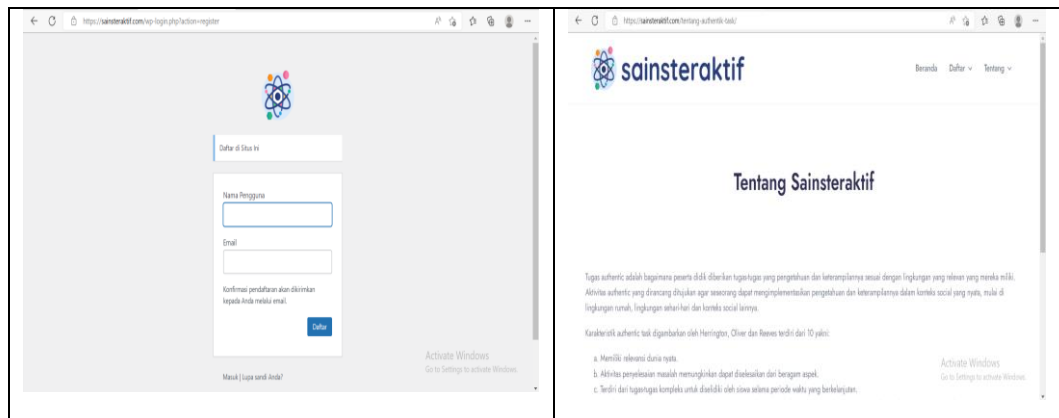 https://sainsteraktif.com/wp-login.php?action=register
Daftar di Situs Ini
Nama Pengguna
Email
Konfirmasi pendaftaran akan dikirimkan
kepada Anda melalui email.
Daftar
Masuk | Lupa sandi Anda?
Activate Windows
Go to Settings to activate Windows.
https://sainsteraktif.com/tentang-authentik-task/
sainsteraktif
Beranda Daftar Tentang
Tentang Sainsteraktif
Tugas authentic adalah bagaimana peserta didik diberikan tugas-tugas yang pengetahuan dan keterampilannya sesuai dengan lingkungan yang relevan yang mereka miliki.
Aktivitas authentic yang dirancang ditujukan agar seseorang dapat mengimplementasikan pengetahuan dan keterampilannya dalam konteks social yang nyata, mulai di
lingkungan rumah, lingkungan sehari-hari dan konteks social lainnya.
Karakteristik authentic task digambarkan oleh Herrington, Oliver dan Reeves terdiri dari 10 yakni:
a. Memiliki relevansi dunia nyata.
b. Aktivitas penyelesaian masalah memungkinkan dapat diselesaikan dari beragam aspek.
c. Terdiri dari tugas-tugas kompleks untuk diselidiki oleh siswa selama periode waktu yang berkelanjutan.
Activate Windows
Go to Settings to activate Windows.